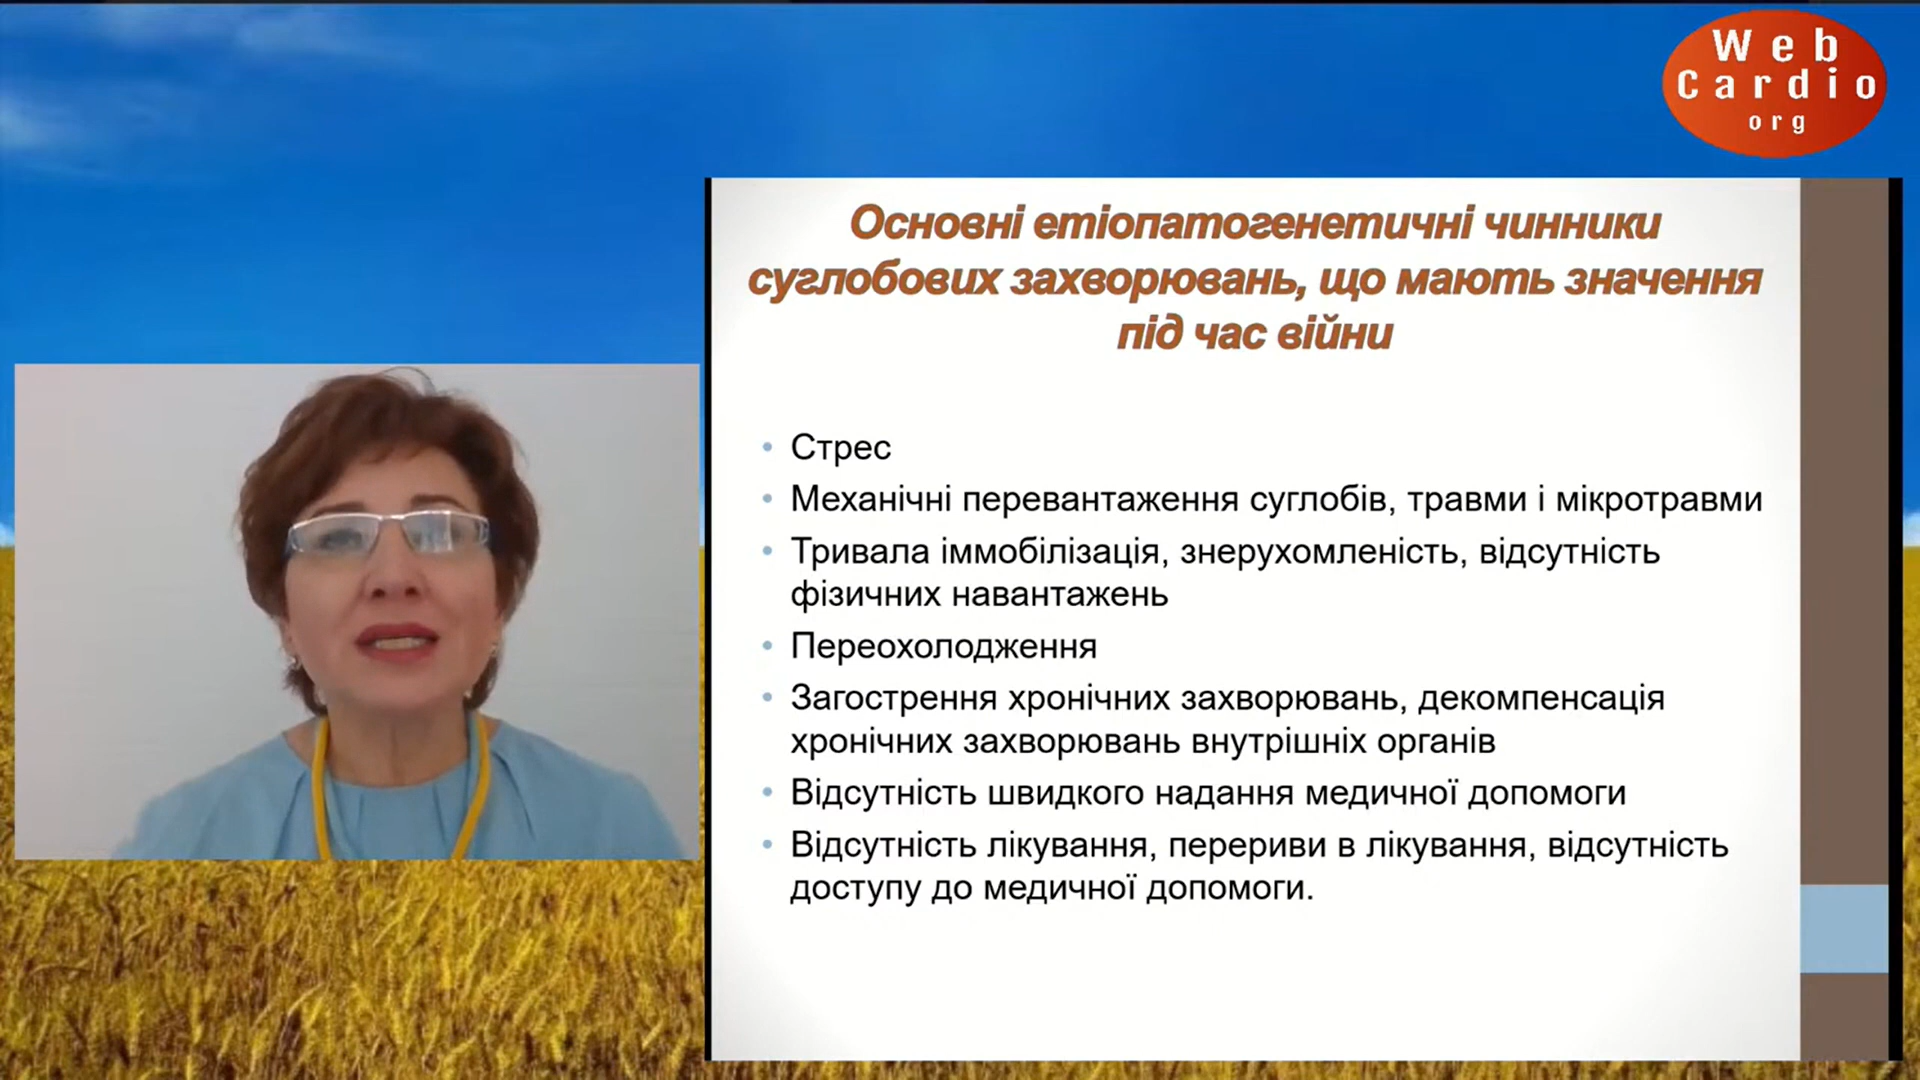 Web
Cardio
org
Основні етіопатогенетичні чинники
суглобових захворювань, що мають значення
під час війни
• Стрес
• Механічні перевантаження суглобів, травми і мікротравми
• Тривала іммобілізація, знерухомленість, відсутність
фізичних навантажень
• Переохолодження
• Загострення хронічних захворювань, декомпенсація
хронічних захворювань внутрішніх органів
• Відсутність швидкого надання медичної допомоги
• Відсутність лікування, перериви в лікування, відсутність
доступу до медичної допомоги.